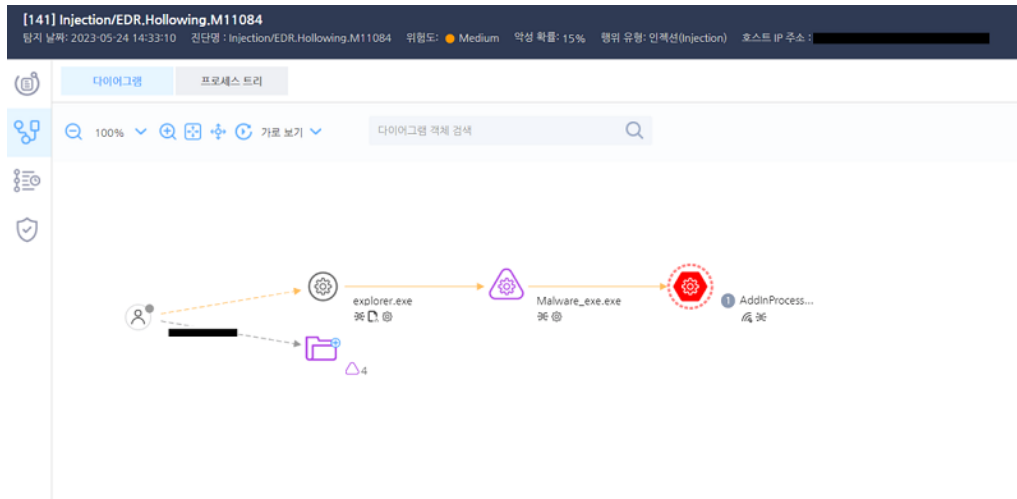 [141] Injection/EDR.Hollowing.M11084
탐지 날짜: 2023-05-24 14:33:10 진단명 : Injection/EDR.Hollowing.M11084 위험도: Medium 악성 확률: 15% 행위 유형: 인젝션(Injection) 호스트 IP 주소 :
다이어그램 프로세스 트리
100% 가로 보기 다이어그램 객체 검색
explorer.exe
Malware_exe.exe
1 AddInProcess...
4